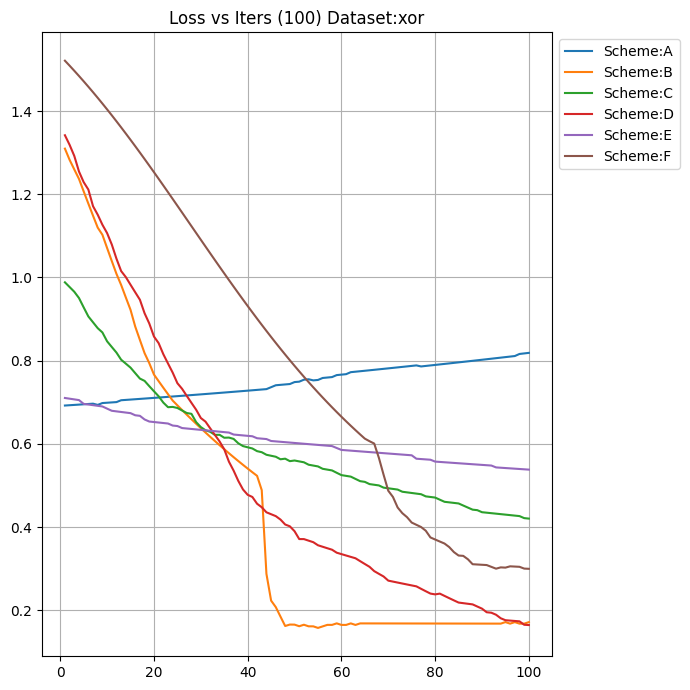 Loss vs Iters (100) Dataset:xor
Scheme:A
Scheme:B
Scheme:C
Scheme:D
Scheme:E
Scheme:F
1.4
1.2
1.0
0.8
0.6
0.4
0.2
0 20 40 60 80 100